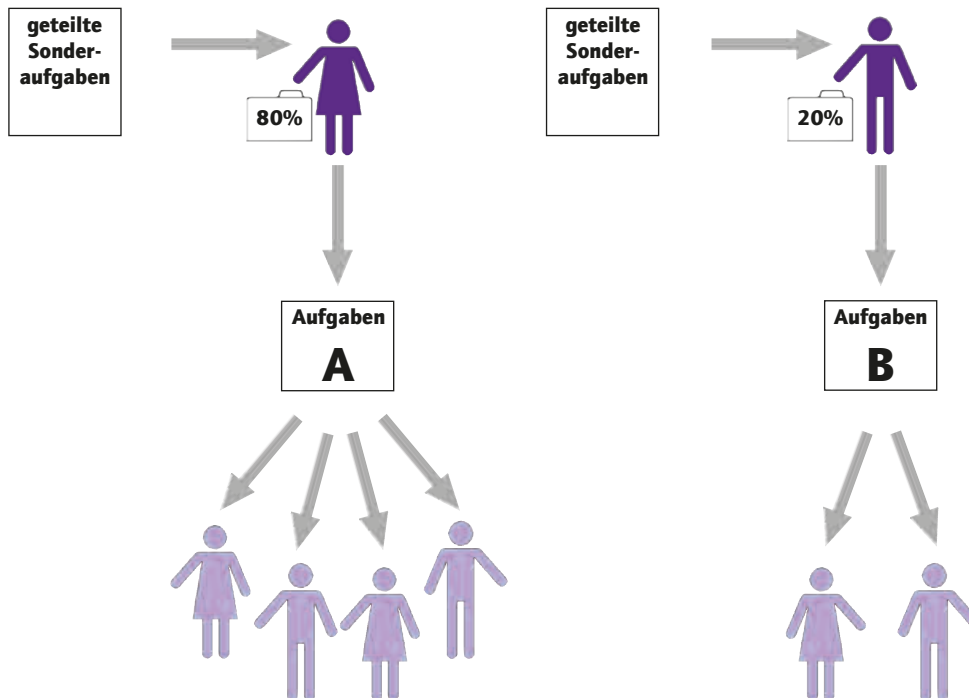 geteilte
Sonder-
aufgaben
80%
geteilte
Sonder-
aufgaben
20%
Aufgaben
A
Aufgaben
B